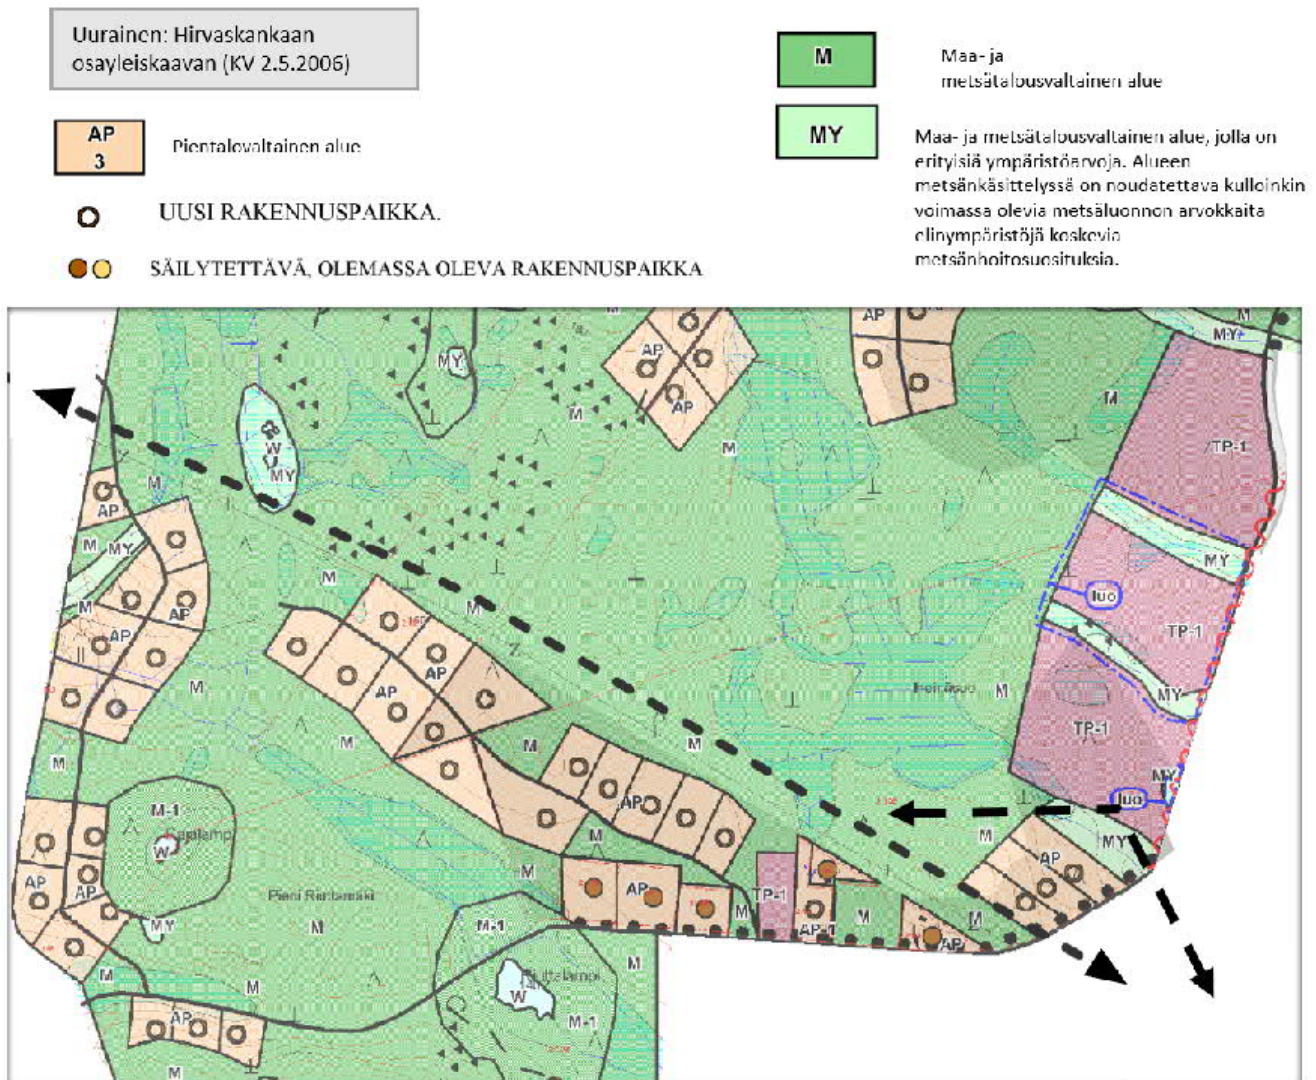 Uurainen: Hirvaskankaan
osayleiskaavan (KV 2.5.2006)
AP
3
Pientalovaltainen alue
UUSI RAKENNUSPAIKKA.
SÄILYTETTÄVÄ, OLEMASSA OLEVA RAKENNUSPAIKKA
M
Maa- ja
metsätalousvaltainen alue
MY
Maa- ja metsätalousvaltainen alue, jolla on
erityisiä ympäristöarvoja. Alueen
metsänkäsittelyssä on noudatettava kulloinkin
voimassa olevia metsäluonnon arvokkaita
elinympäristöjä koskevia
metsänhoitosuosituksia.
M
AP
M
MY
MY
AP
AP
M
M
TP-1
M
W
MY
M
AP
M
MY
MY
M
luo
M
AP
M
AP
TP-1
AP
Z
AP
M
M
MY
M
M
M
TP-1
M
AP
MY
M-1
luo
W
M
M
MY
AP
AP
AP
M
AP
TP-1
M
M
M
MY
Pieni Riuttamäki
M
M-1
AP-1
AP
M
M
M
W
AP
M-1
M